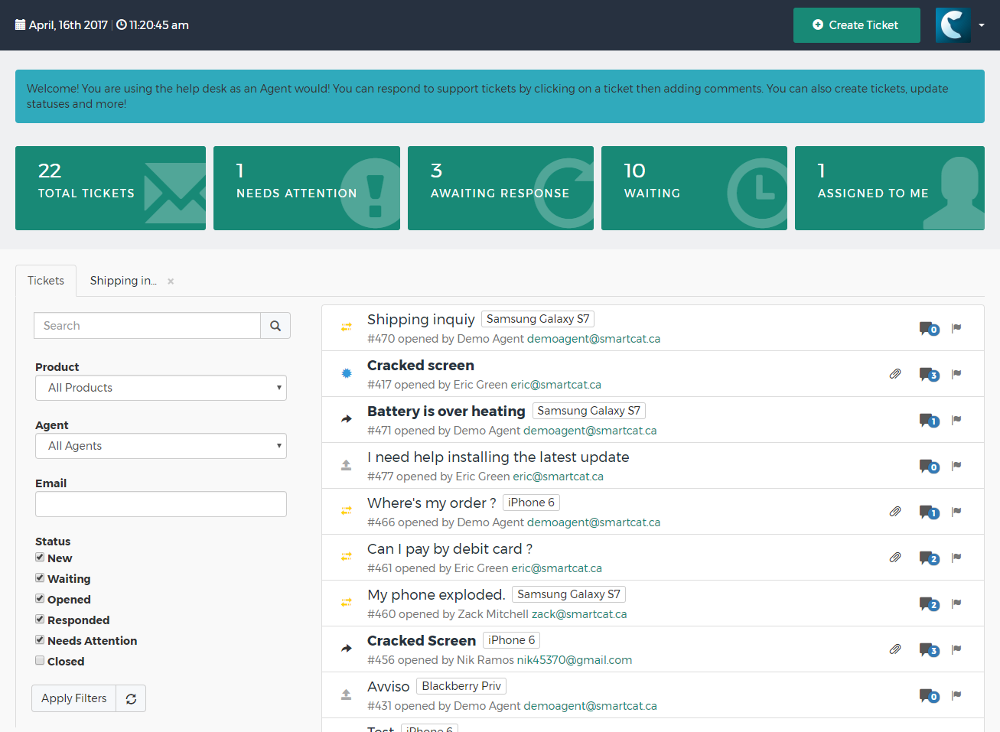 April, 16th 2017 | 11:20:45 am
Create Ticket
Welcome! You are using the help desk as an Agent would! You can respond to support tickets by clicking on a ticket then adding comments. You can also create tickets, update
statuses and more!
22
TOTAL TICKETS
1
NEEDS ATTENTION
3
AWAITING RESPONSE
10
WAITING
1
ASSIGNED TO ME
Tickets
Shipping in... ×
Search
Product
All Products
Agent
All Agents
Email
Status
New
Waiting
Opened
Responded
Needs Attention
Closed
Apply Filters
Shipping inquiy Samsung Galaxy S7
#470 opened by Demo Agent demoagent@smartcat.ca
0
Cracked screen
#417 opened by Eric Green eric@smartcat.ca
3
Battery is over heating Samsung Galaxy S7
#471 opened by Demo Agent demoagent@smartcat.ca
1
I need help installing the latest update
#477 opened by Eric Green eric@smartcat.ca
0
Where's my order ? iPhone 6
#466 opened by Demo Agent demoagent@smartcat.ca
1
Can I pay by debit card ?
#461 opened by Eric Green eric@smartcat.ca
2
My phone exploded. Samsung Galaxy S7
#460 opened by Zack Mitchell zack@smartcat.ca
2
Cracked Screen iPhone 6
#456 opened by Nik Ramos nik45370@gmail.com
3
Avviso Blackberry Priv
#431 opened by Demo Agent demoagent@smartcat.ca
0
Test iPhone 6